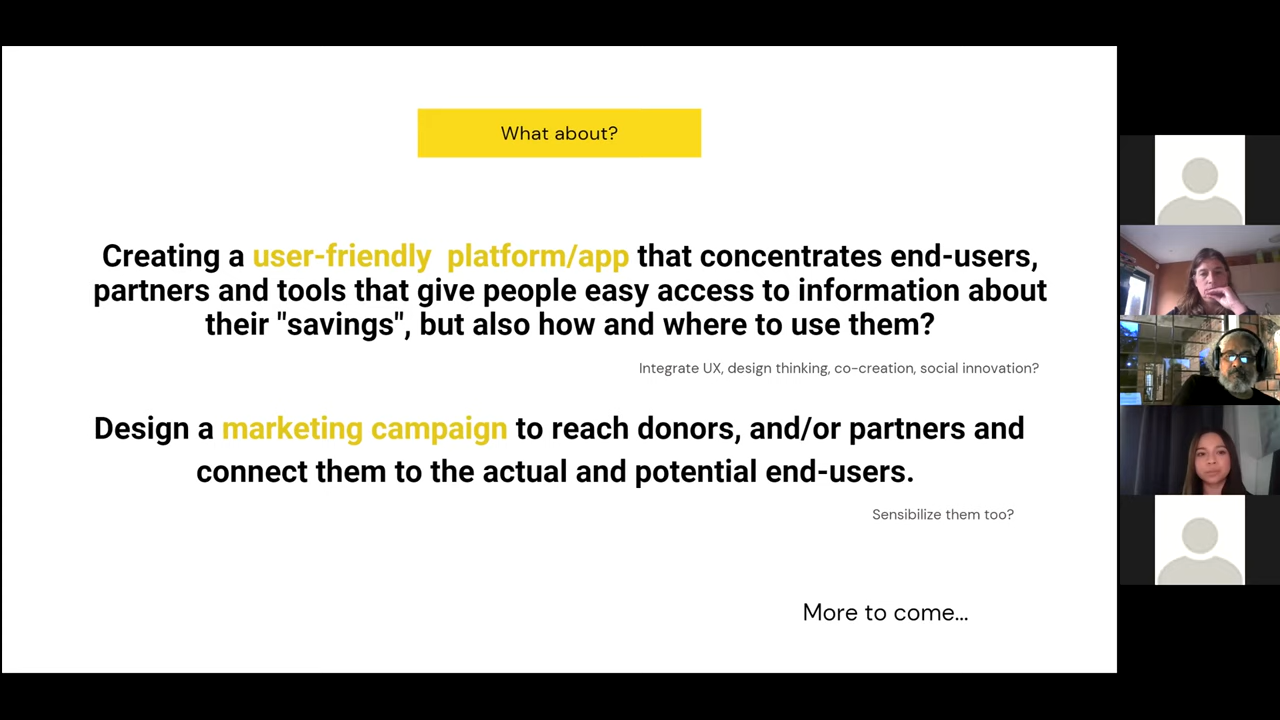 What about?
Creating a user-friendly platform/app that concentrates end-users,
partners and tools that give people easy access to information about
their "savings", but also how and where to use them?
Integrate UX, design thinking, co-creation, social innovation?
Design a marketing campaign to reach donors, and/or partners and
connect them to the actual and potential end-users.
Sensibilize them too?
More to come...